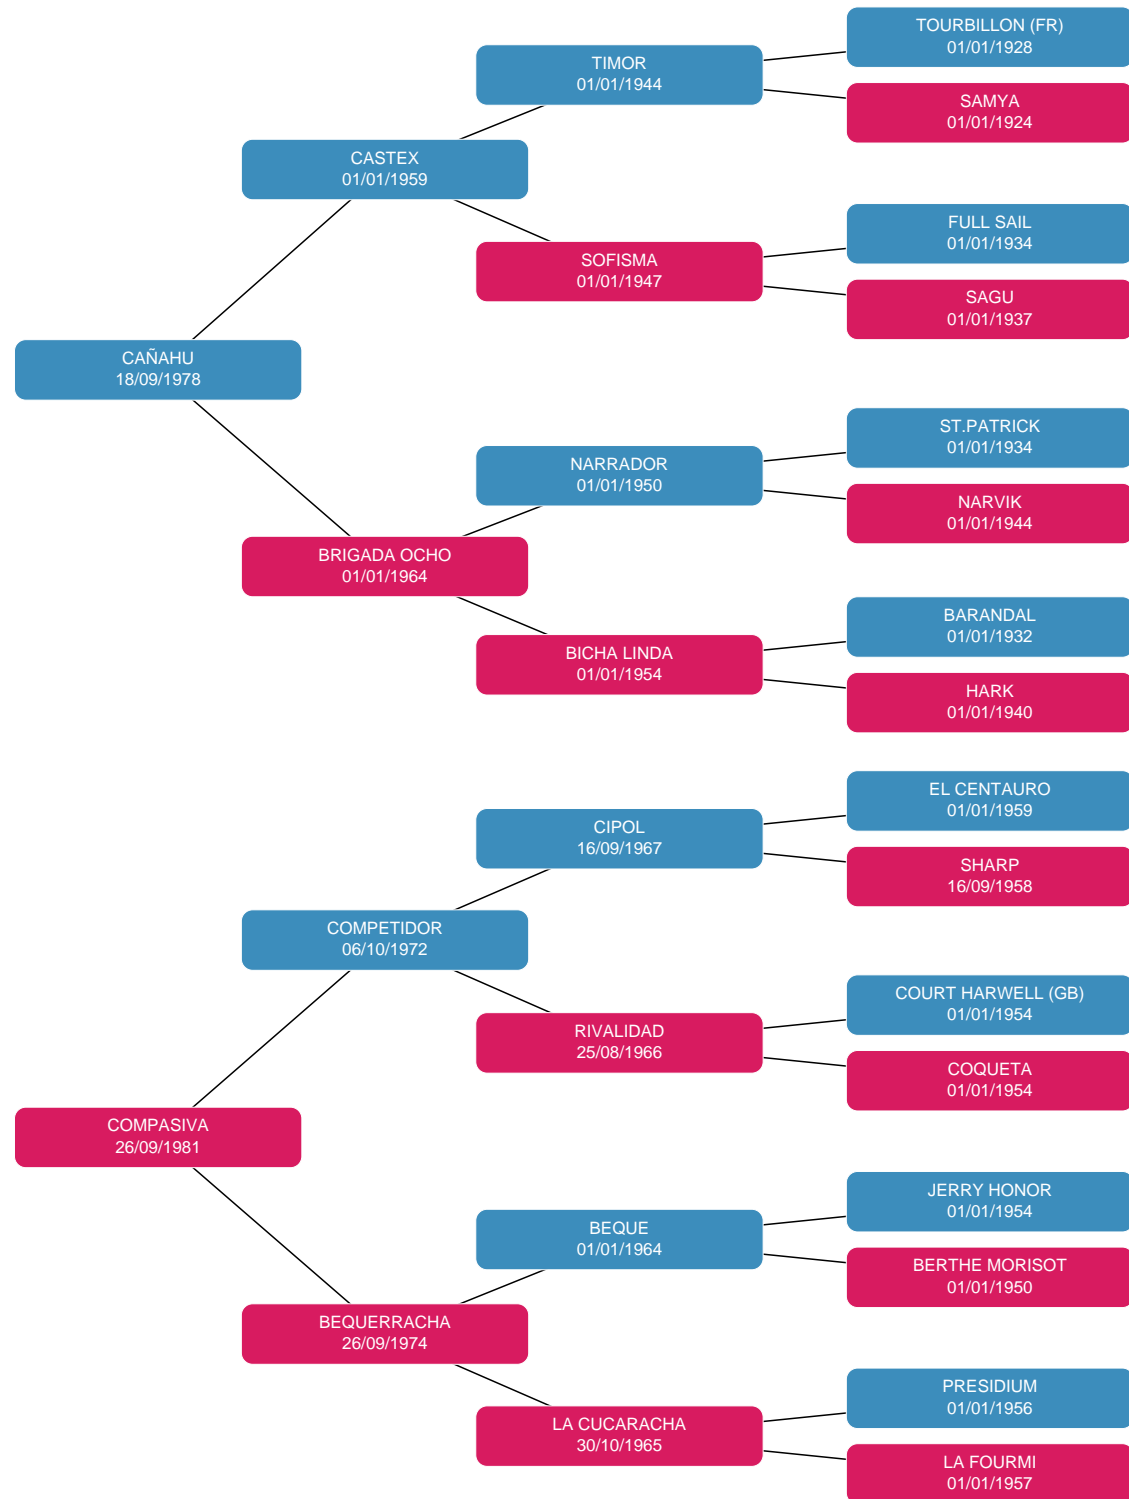 TOURBILLON (FR)
01/01/1928
TIMOR
01/01/1944
SAMYA
01/01/1924
CASTEX
01/01/1959
FULL SAIL
01/01/1934
SOFISMA
01/01/1947
SAGU
01/01/1937
CAÑAHU
18/09/1978
ST.PATRICK
01/01/1934
NARRADOR
01/01/1950
NARVIK
01/01/1944
BRIGADA OCHO
01/01/1964
BARANDAL
01/01/1932
BICHA LINDA
01/01/1954
HARK
01/01/1940
EL CENTAURO
01/01/1959
CIPOL
16/09/1967
SHARP
16/09/1958
COMPETIDOR
06/10/1972
COURT HARWELL (GB)
01/01/1954
RIVALIDAD
25/08/1966
COQUETA
01/01/1954
COMPASIVA
26/09/1981
JERRY HONOR
01/01/1954
BEQUE
01/01/1964
BERTHE MORISOT
01/01/1950
BEQUERRACHA
26/09/1974
PRESIDIUM
01/01/1956
LA CUCARACHA
30/10/1965
LA FOURMI
01/01/1957